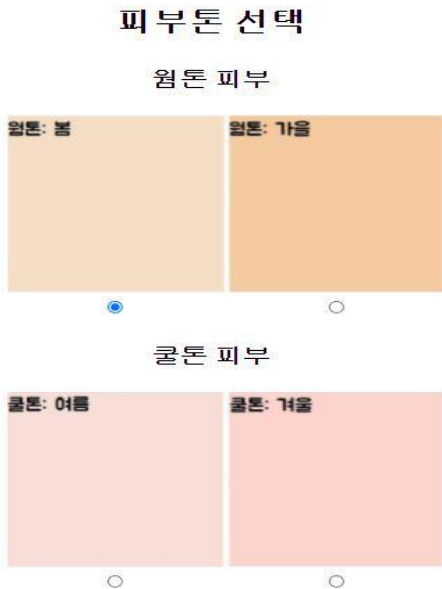 피부톤 선택
웜톤 피부
웜톤: 봄
웜톤: 가을
쿨톤 피부
쿨톤: 여름
쿨톤: 겨울